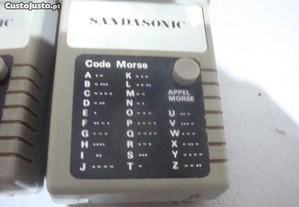 CustoJusto.pt
SANDASONIC
Code Morse
A K
B L
C M
D N
E O
F P
G Q
H R
I S
J T
APPEL
MORSE
U
V
W
X
Y
Z